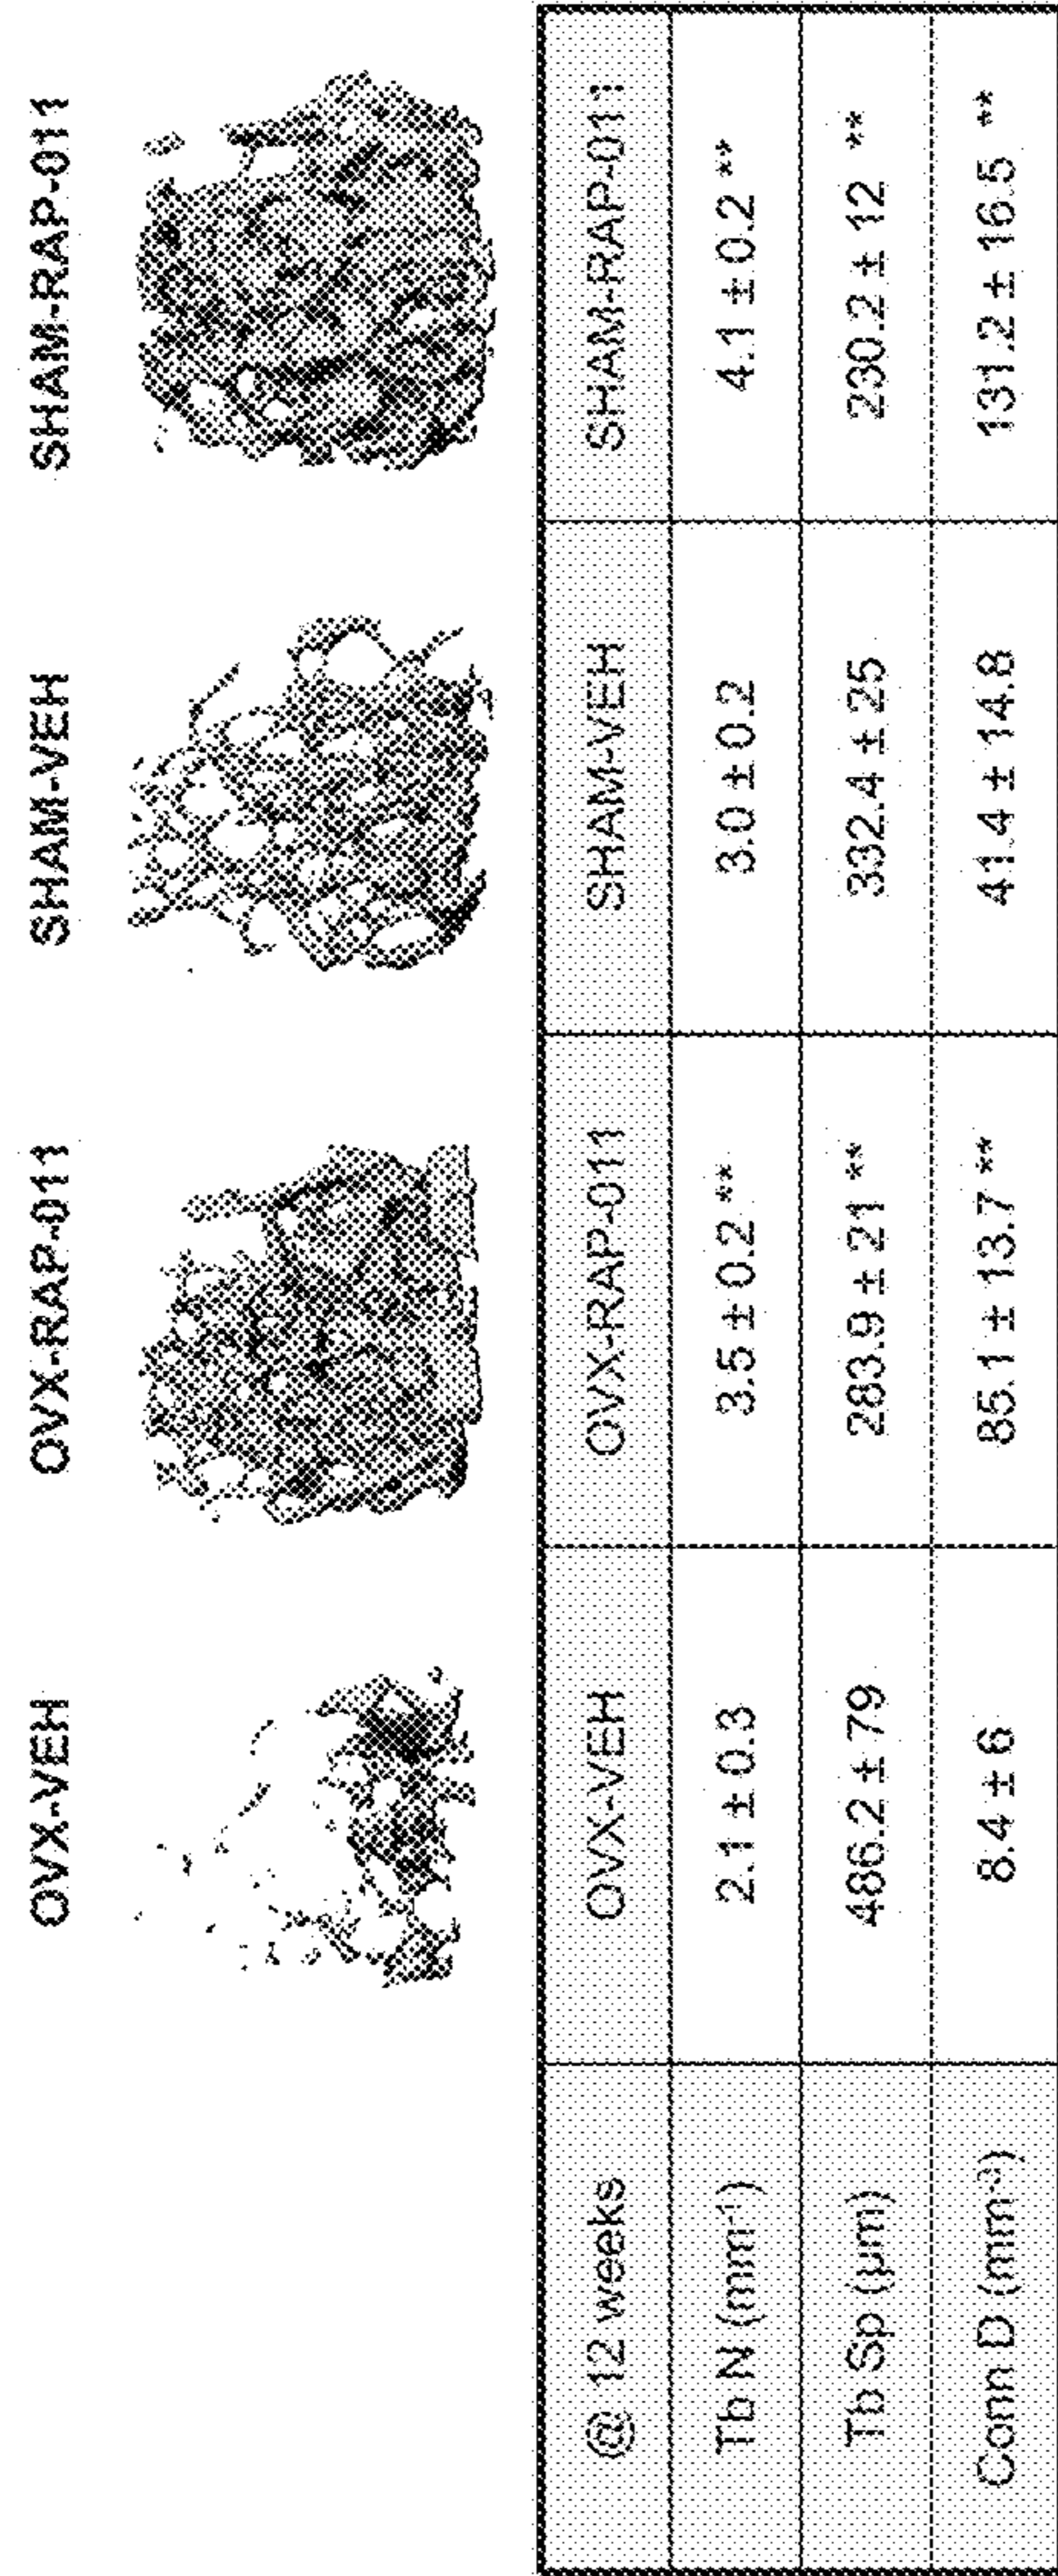 OVX-VEH OVX-RAP-011 SHAM-VEH SHAM-RAP-011
@ 12 weeks OVX-VEH OVX-RAP-011 SHAM-VEH SHAM-RAP-011
Tb N (mm⁻¹) 2.1 ± 0.3 3.5 ± 0.2 ** 3.0 ± 0.2 4.1 ± 0.2 **
Tb Sp (µm) 486.2 ± 79 283.9 ± 21 ** 332.4 ± 25 230.2 ± 12 **
Conn D (mm⁻³) 8.4 ± 6 85.1 ± 13.7 ** 41.4 ± 14.8 131.2 ± 16.5 **